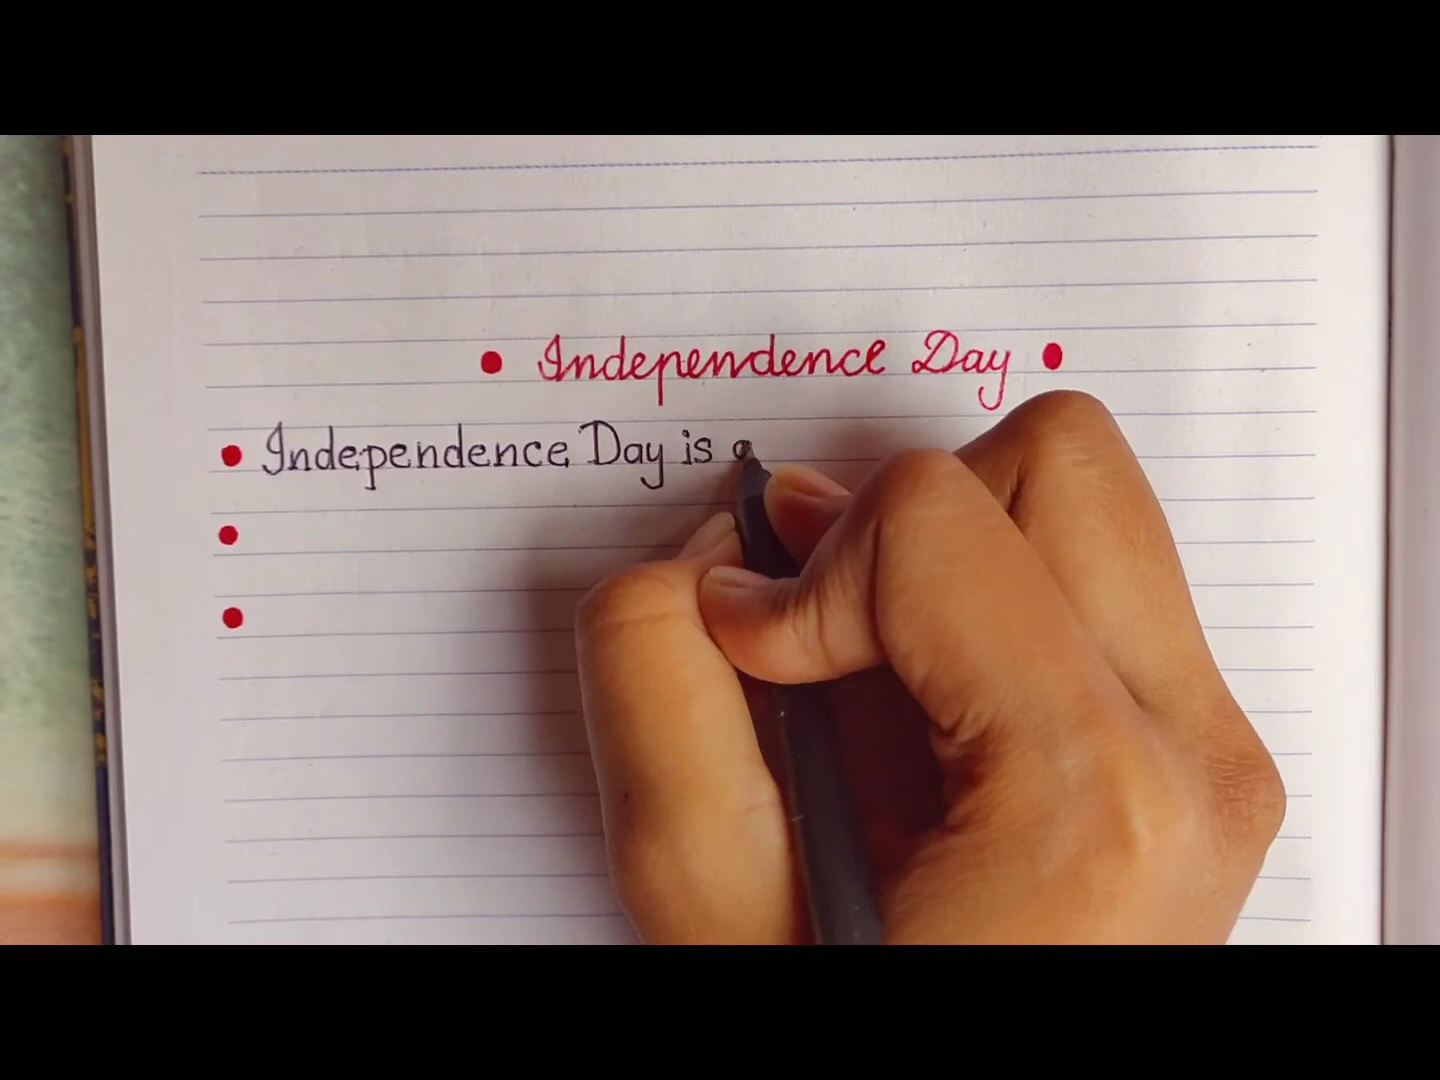 • Independence Day •
• Independence Day is a
•
•